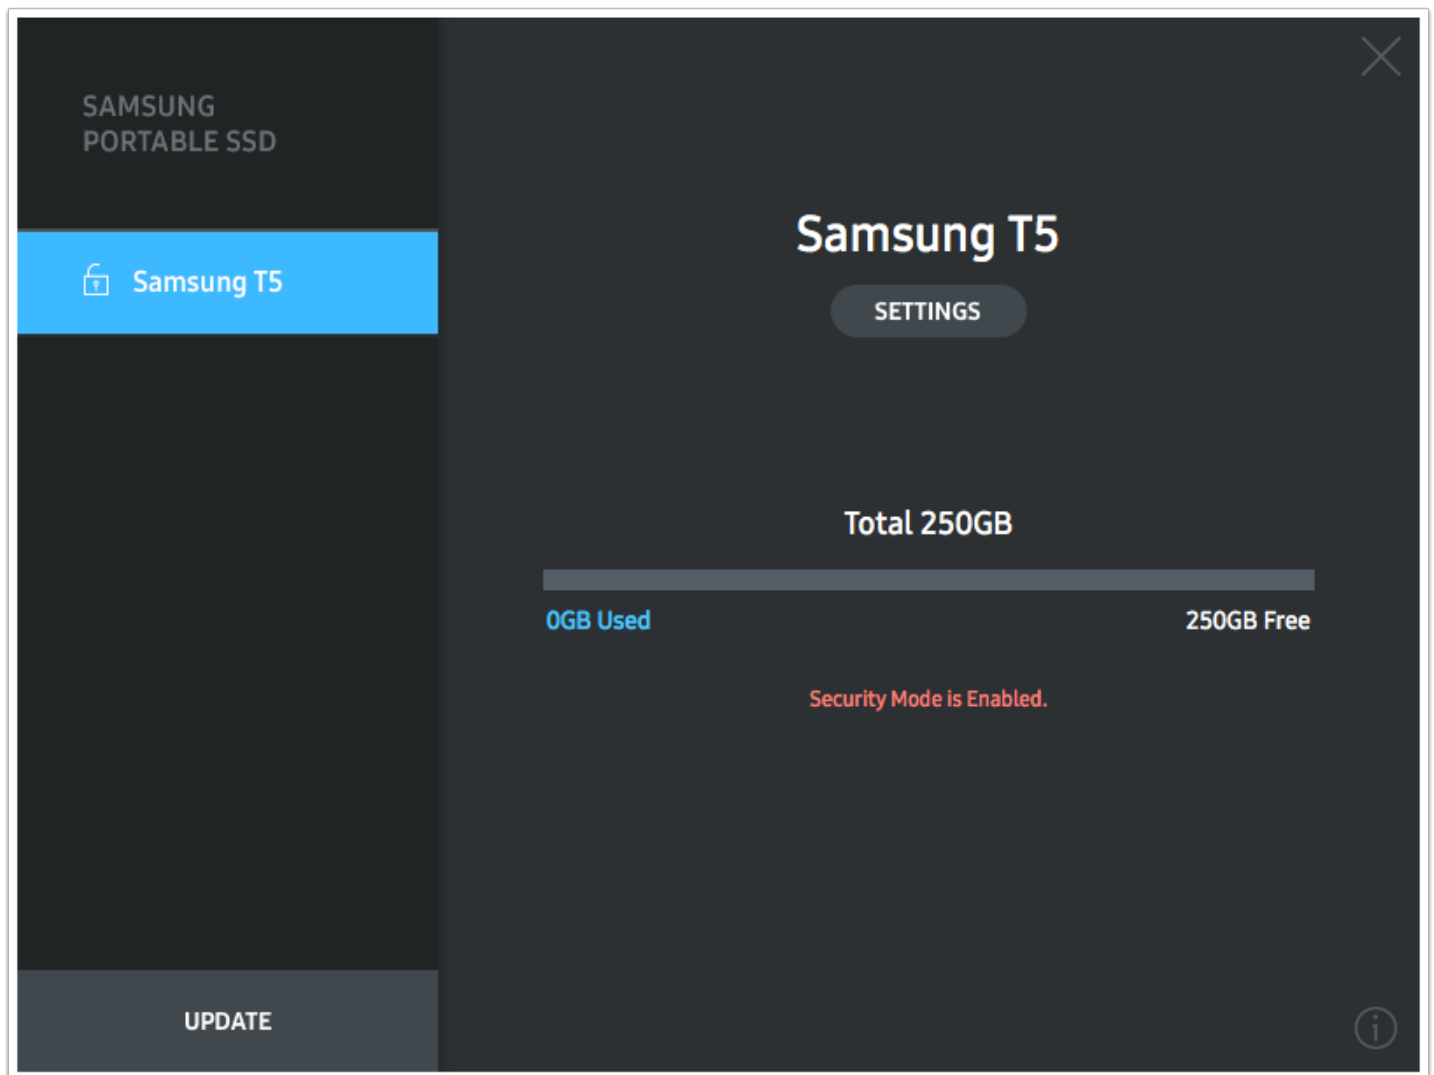 SAMSUNG
PORTABLE SSD
Samsung T5
UPDATE
Samsung T5
SETTINGS
Total 250GB
0GB Used
250GB Free
Security Mode is Enabled.